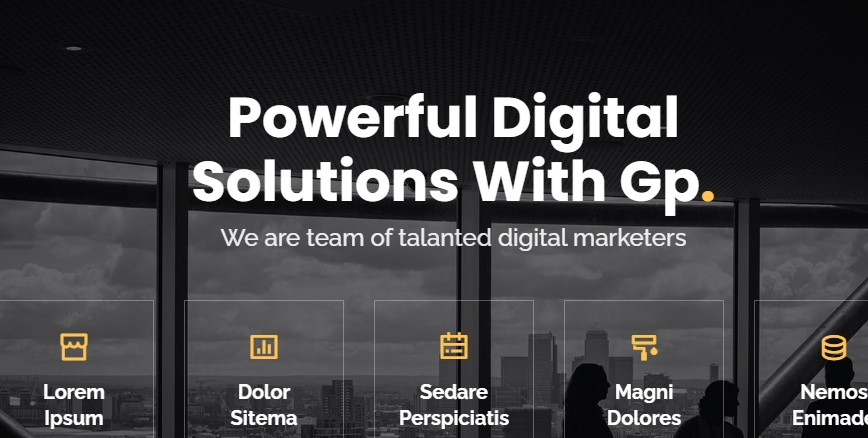 Powerful Digital
Solutions With Gp.
We are team of talanted digital marketers
Lorem
Ipsum
Dolor
Sitema
Sedare
Perspiciatis
Magni
Dolores
Nemos